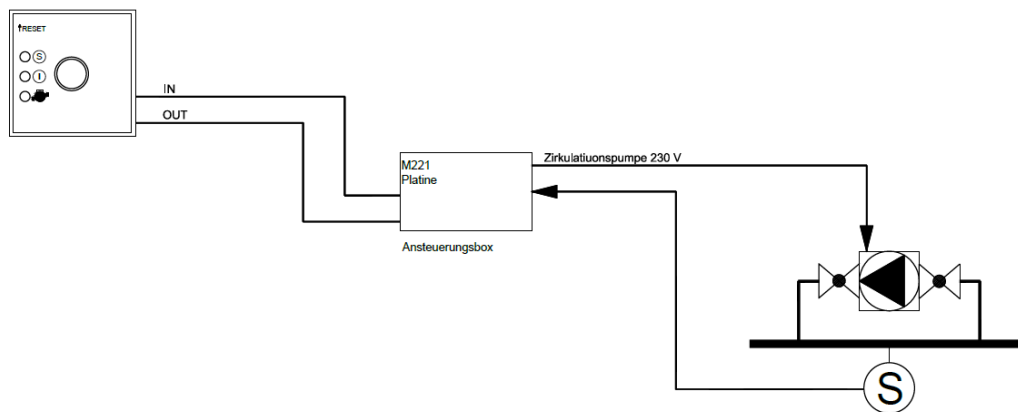 RESET
S
I
IN
OUT
M221
Platine
Zirkulatiuonspumpe 230 V
Ansteuerungsbox
S